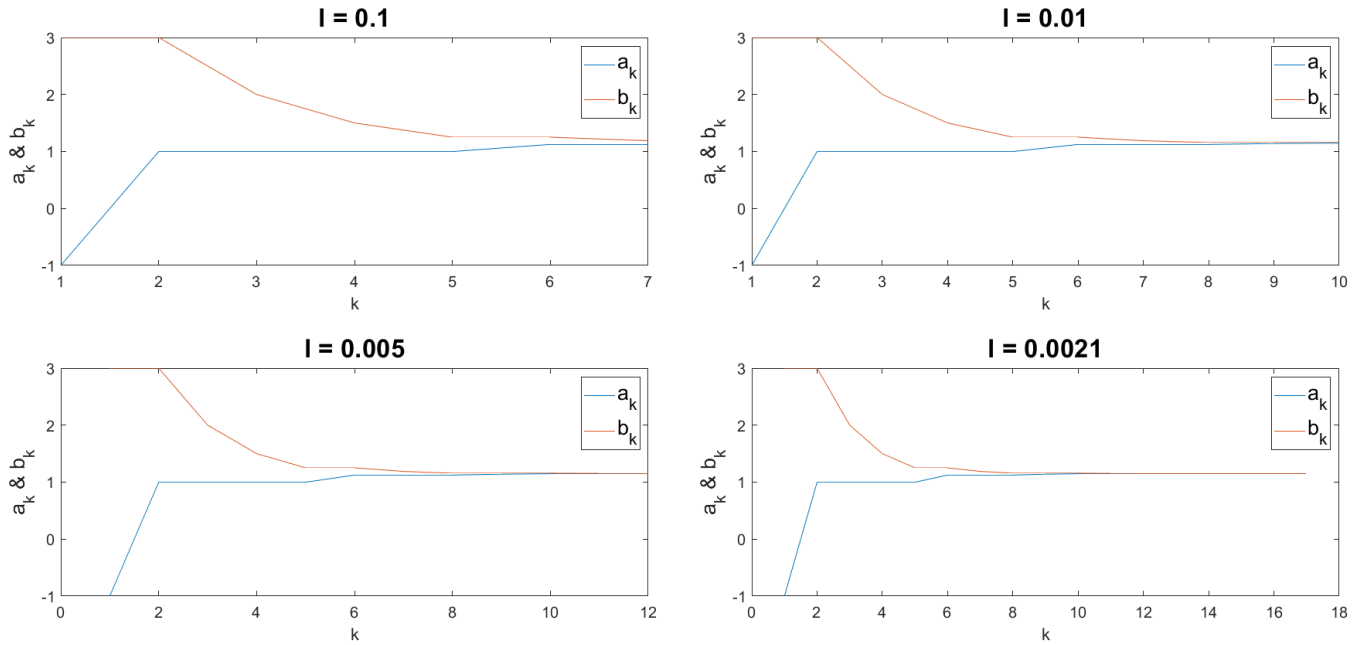 l = 0.1
3
2
1
0
-1
a_k & b_k
1 2 3 4 5 6 7
k
a_k
b_k
l = 0.01
3
2
1
0
-1
a_k & b_k
1 2 3 4 5 6 7 8 9 10
k
a_k
b_k
l = 0.005
3
2
1
0
-1
a_k & b_k
0 2 4 6 8 10 12
k
a_k
b_k
l = 0.0021
3
2
1
0
-1
a_k & b_k
0 2 4 6 8 10 12 14 16 18
k
a_k
b_k